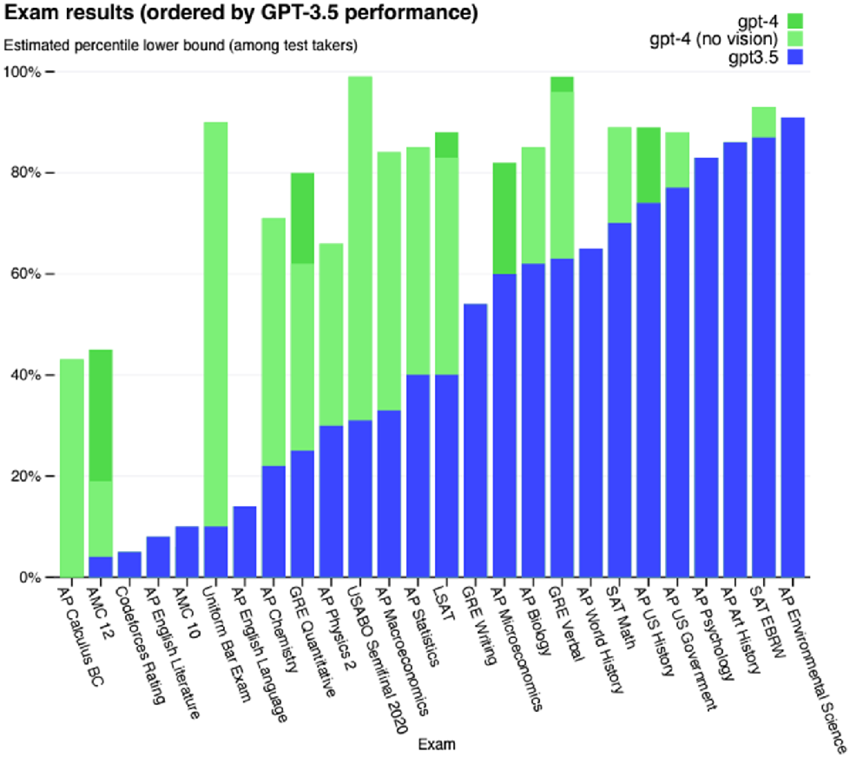 Exam results (ordered by GPT-3.5 performance)
Estimated percentile lower bound (among test takers)
gpt-4
gpt-4 (no vision)
gpt3.5
100%
80%
60%
40%
20%
0%
AP Calculus BC
AMC 12
Codeforces Rating
AP English Literature
AMC 10
Uniform Bar Exam
AP English Language
AP Chemistry
GRE Quantitative
AP Physics 2
USABO Semifinal 2020
AP Macroeconomics
AP Statistics
LSAT
GRE Writing
AP Microeconomics
AP Biology
GRE Verbal
AP World History
SAT Math
AP US History
AP US Government
AP Psychology
AP Art History
SAT EBRW
AP Environmental Science
Exam